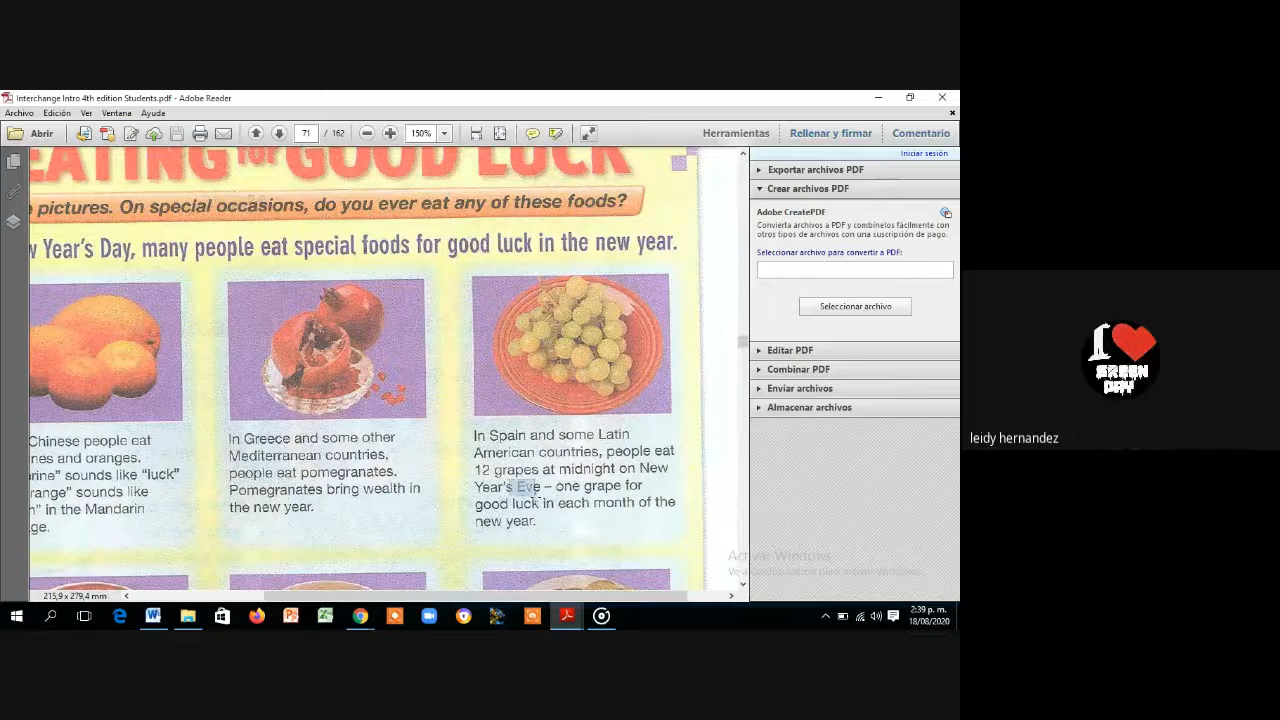 Interchange Intro 4th edition Students.pdf - Adobe Reader
Archivo Edición Ver Ventana Ayuda
Abrir 71 / 162 150% Herramientas Rellenar y firmar Comentario
Iniciar sesión
EATING for GOOD LUCK
pictures. On special occasions, do you ever eat any of these foods?
w Year's Day, many people eat special foods for good luck in the new year.
Chinese people eat
nes and oranges.
erine" sounds like "luck"
range" sounds like
n" in the Mandarin
ge.
In Greece and some other
Mediterranean countries,
people eat pomegranates.
Pomegranates bring wealth in
the new year.
In Spain and some Latin
American countries, people eat
12 grapes at midnight on New
Year's Eve – one grape for
good luck in each month of the
new year.
Exportar archivos PDF
Crear archivos PDF
Adobe CreatePDF
Convierta archivos a PDF y combínelos fácilmente con
otros tipos de archivos con una suscripción de pago.
Seleccionar archivo para convertir a PDF:
Seleccionar archivo
Editar PDF
Combinar PDF
Enviar archivos
Almacenar archivos
Activar Windows
215,9 x 279,4 mm
2:39 p. m.
18/08/2020
I
GREEN
DAY
leidy hernandez